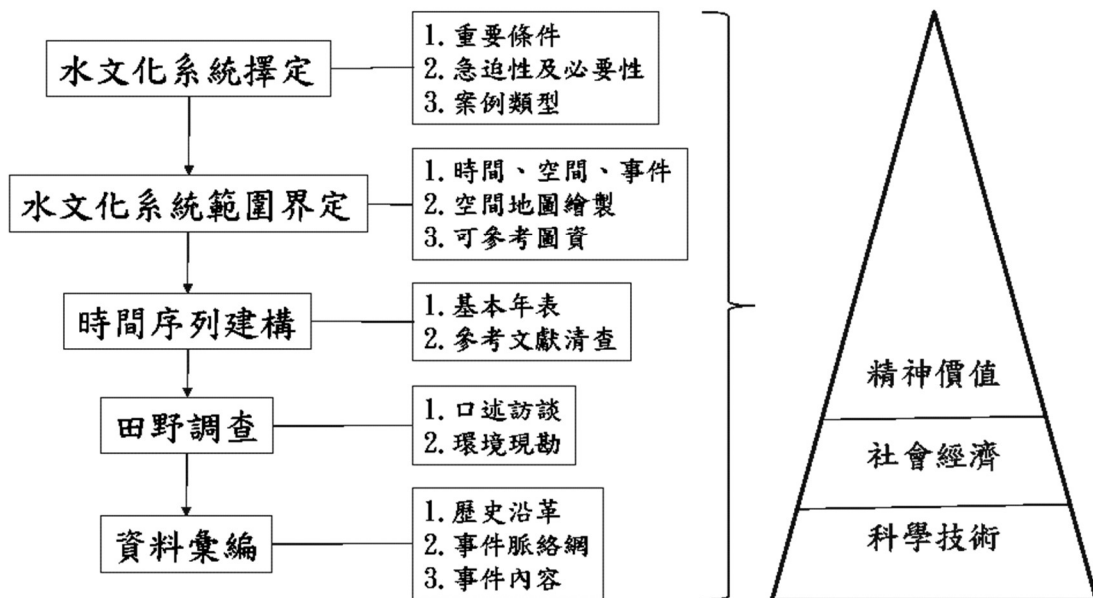 水文化系統擇定
1. 重要條件
2. 急迫性及必要性
3. 案例類型
水文化系統範圍界定
1. 時間、空間、事件
2. 空間地圖繪製
3. 可參考圖資
時間序列建構
1. 基本年表
2. 參考文獻清查
田野調查
1. 口述訪談
2. 環境現勘
資料彙編
1. 歷史沿革
2. 事件脈絡網
3. 事件內容
精神價值
社會經濟
科學技術